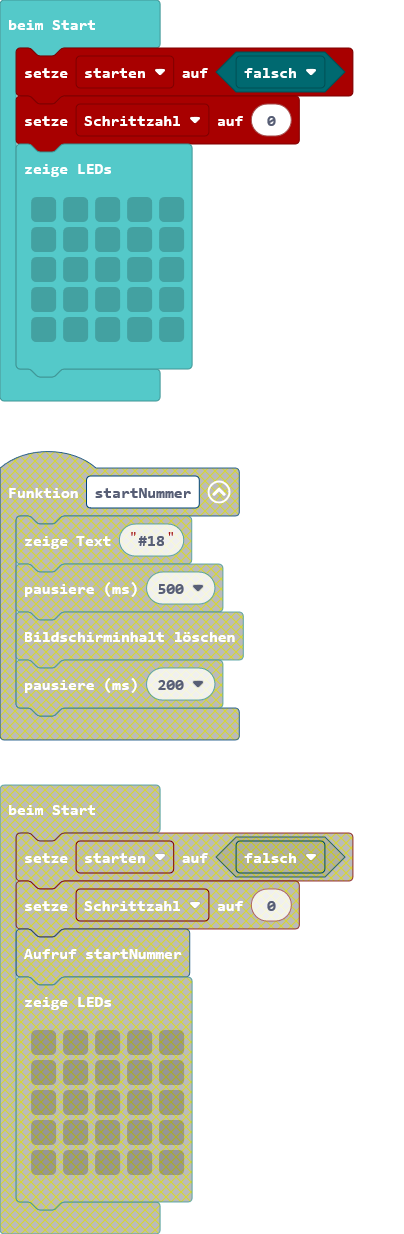 beim Start
setze starten auf falsch
setze Schrittzahl auf 0
zeige LEDs
Funktion startNummer
zeige Text "#18"
pausiere (ms) 500
Bildschirminhalt löschen
pausiere (ms) 200
beim Start
setze starten auf falsch
setze Schrittzahl auf 0
Aufruf startNummer
zeige LEDs